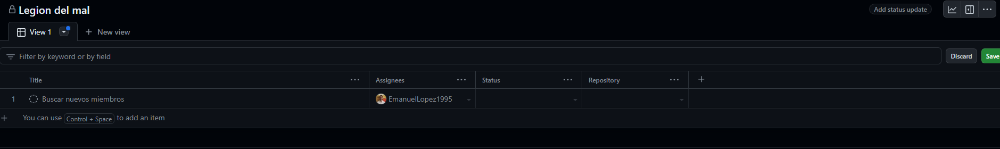 Legion del mal
Add status update
View 1
New view
Filter by keyword or by field
Discard
Save
Title
Assignees
Status
Repository
1
Buscar nuevos miembros
EmanuelLopez1995
You can use Control + Space to add an item